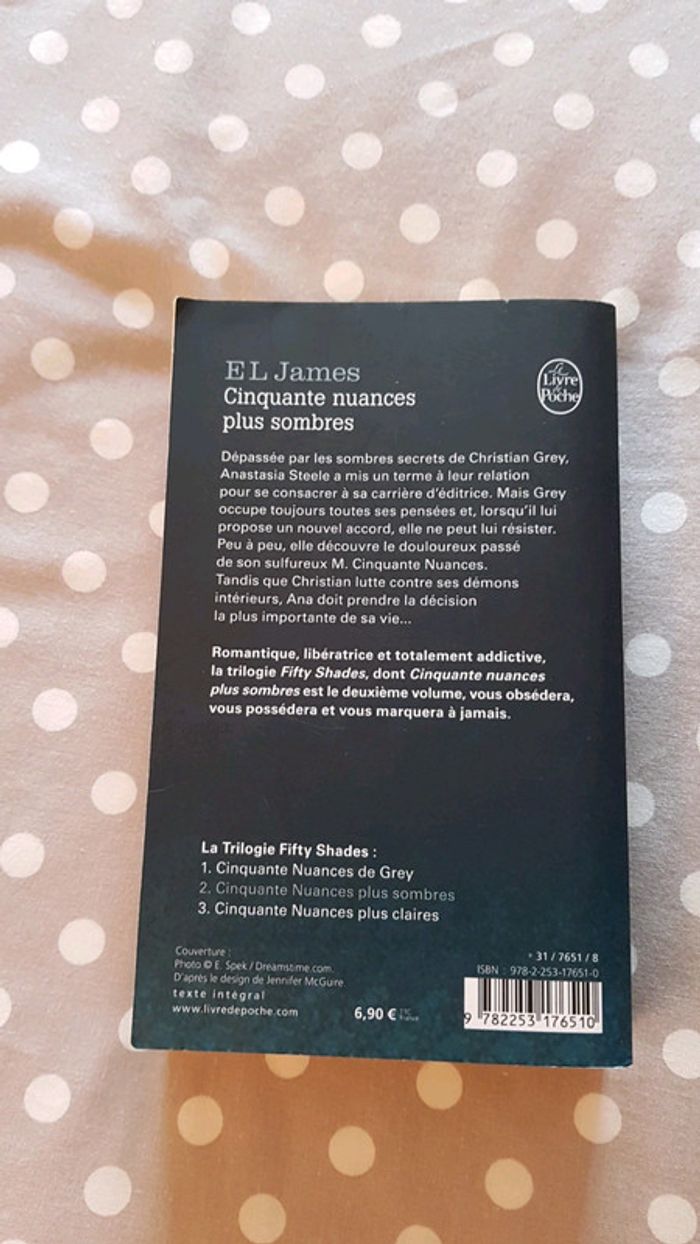 E L James
Cinquante nuances
plus sombres
Le
Livre
de
Poche
Dépassée par les sombres secrets de Christian Grey,
Anastasia Steele a mis un terme à leur relation
pour se consacrer à sa carrière d'éditrice. Mais Grey
occupe toujours toutes ses pensées et, lorsqu'il lui
propose un nouvel accord, elle ne peut lui résister.
Peu à peu, elle découvre le douloureux passé
de son sulfureux M. Cinquante Nuances.
Tandis que Christian lutte contre ses démons
intérieurs, Ana doit prendre la décision
la plus importante de sa vie...
Romantique, libératrice et totalement addictive,
la trilogie Fifty Shades, dont Cinquante nuances
plus sombres est le deuxième volume, vous obsédera,
vous possédera et vous marquera à jamais.
La Trilogie Fifty Shades :
1. Cinquante Nuances de Grey
2. Cinquante Nuances plus sombres
3. Cinquante Nuances plus claires
Couverture :
Photo © E. Spek / Dreamstime.com.
D'après le design de Jennifer McGuire.
texte intégral
www.livredepoche.com
6,90 €
31 / 7651 / 8
ISBN : 978-2-253-17651-0
9 782253 176510